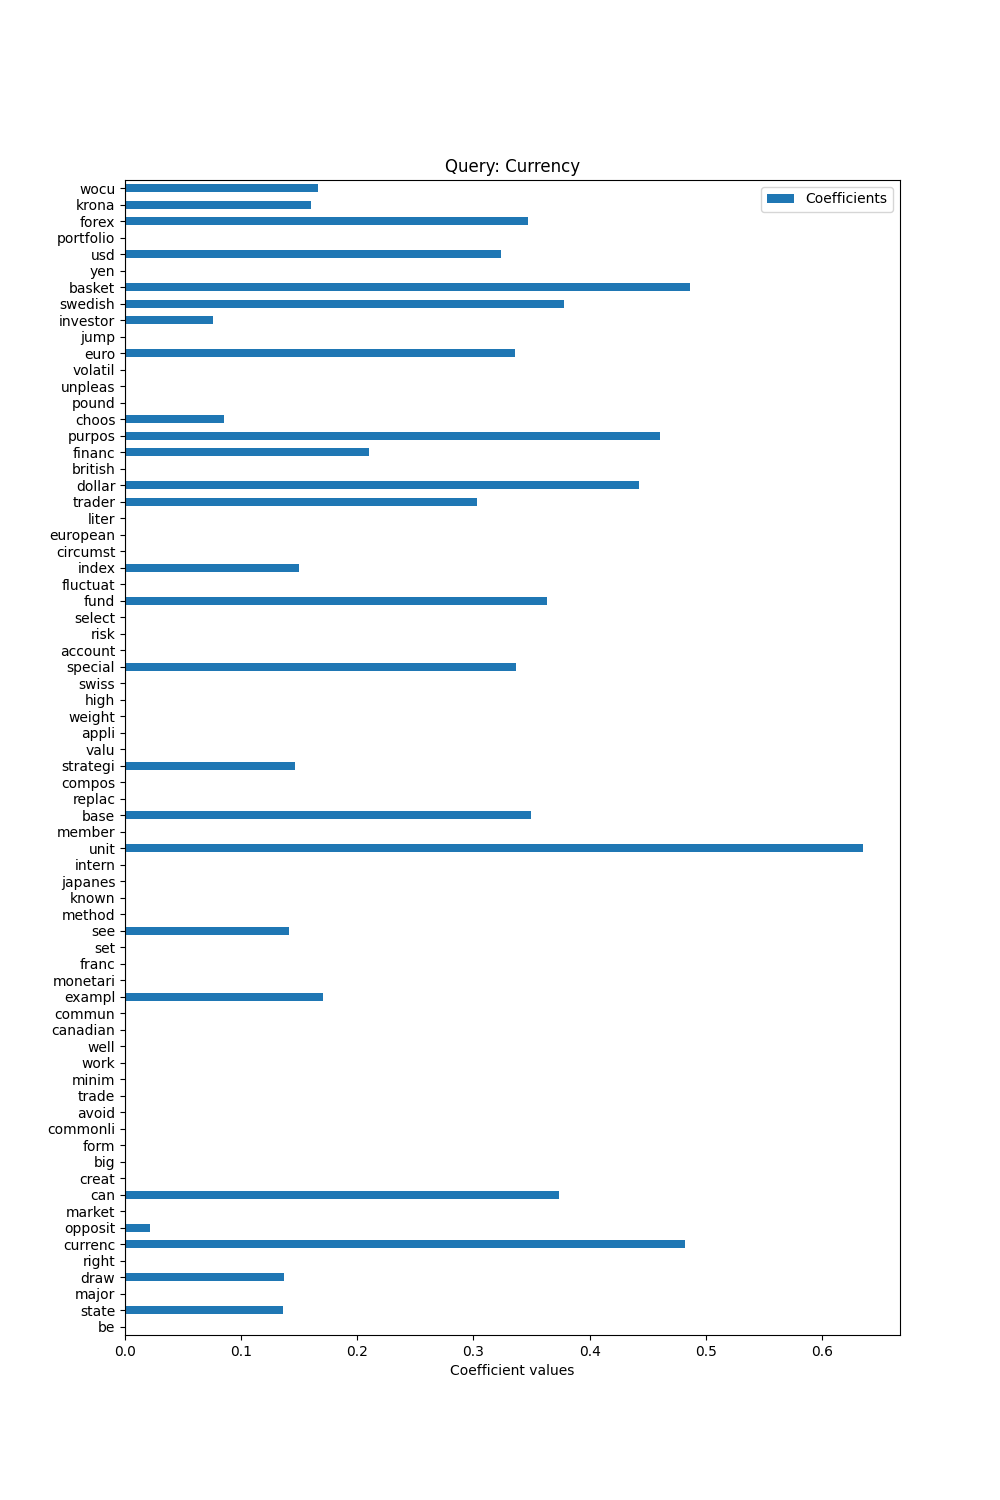 Query: Currency
Coefficients
wocu
krona
forex
portfolio
usd
yen
basket
swedish
investor
jump
euro
volatil
unpleas
pound
choos
purpos
financ
british
dollar
trader
liter
european
circumst
index
fluctuat
fund
select
risk
account
special
swiss
high
weight
appli
valu
strategi
compos
replac
base
member
unit
intern
japanes
known
method
see
set
franc
monetari
exampl
commun
canadian
well
work
minim
trade
avoid
commonli
form
big
creat
can
market
opposit
currenc
right
draw
major
state
be
0.0 0.1 0.2 0.3 0.4 0.5 0.6
Coefficient values